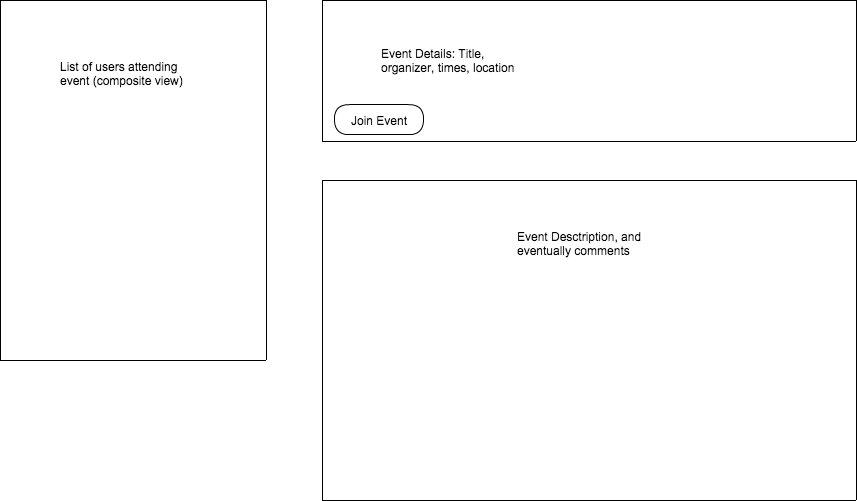 List of users attending
event (composite view)
Event Details: Title,
organizer, times, location
Join Event
Event Desctription, and
eventually comments